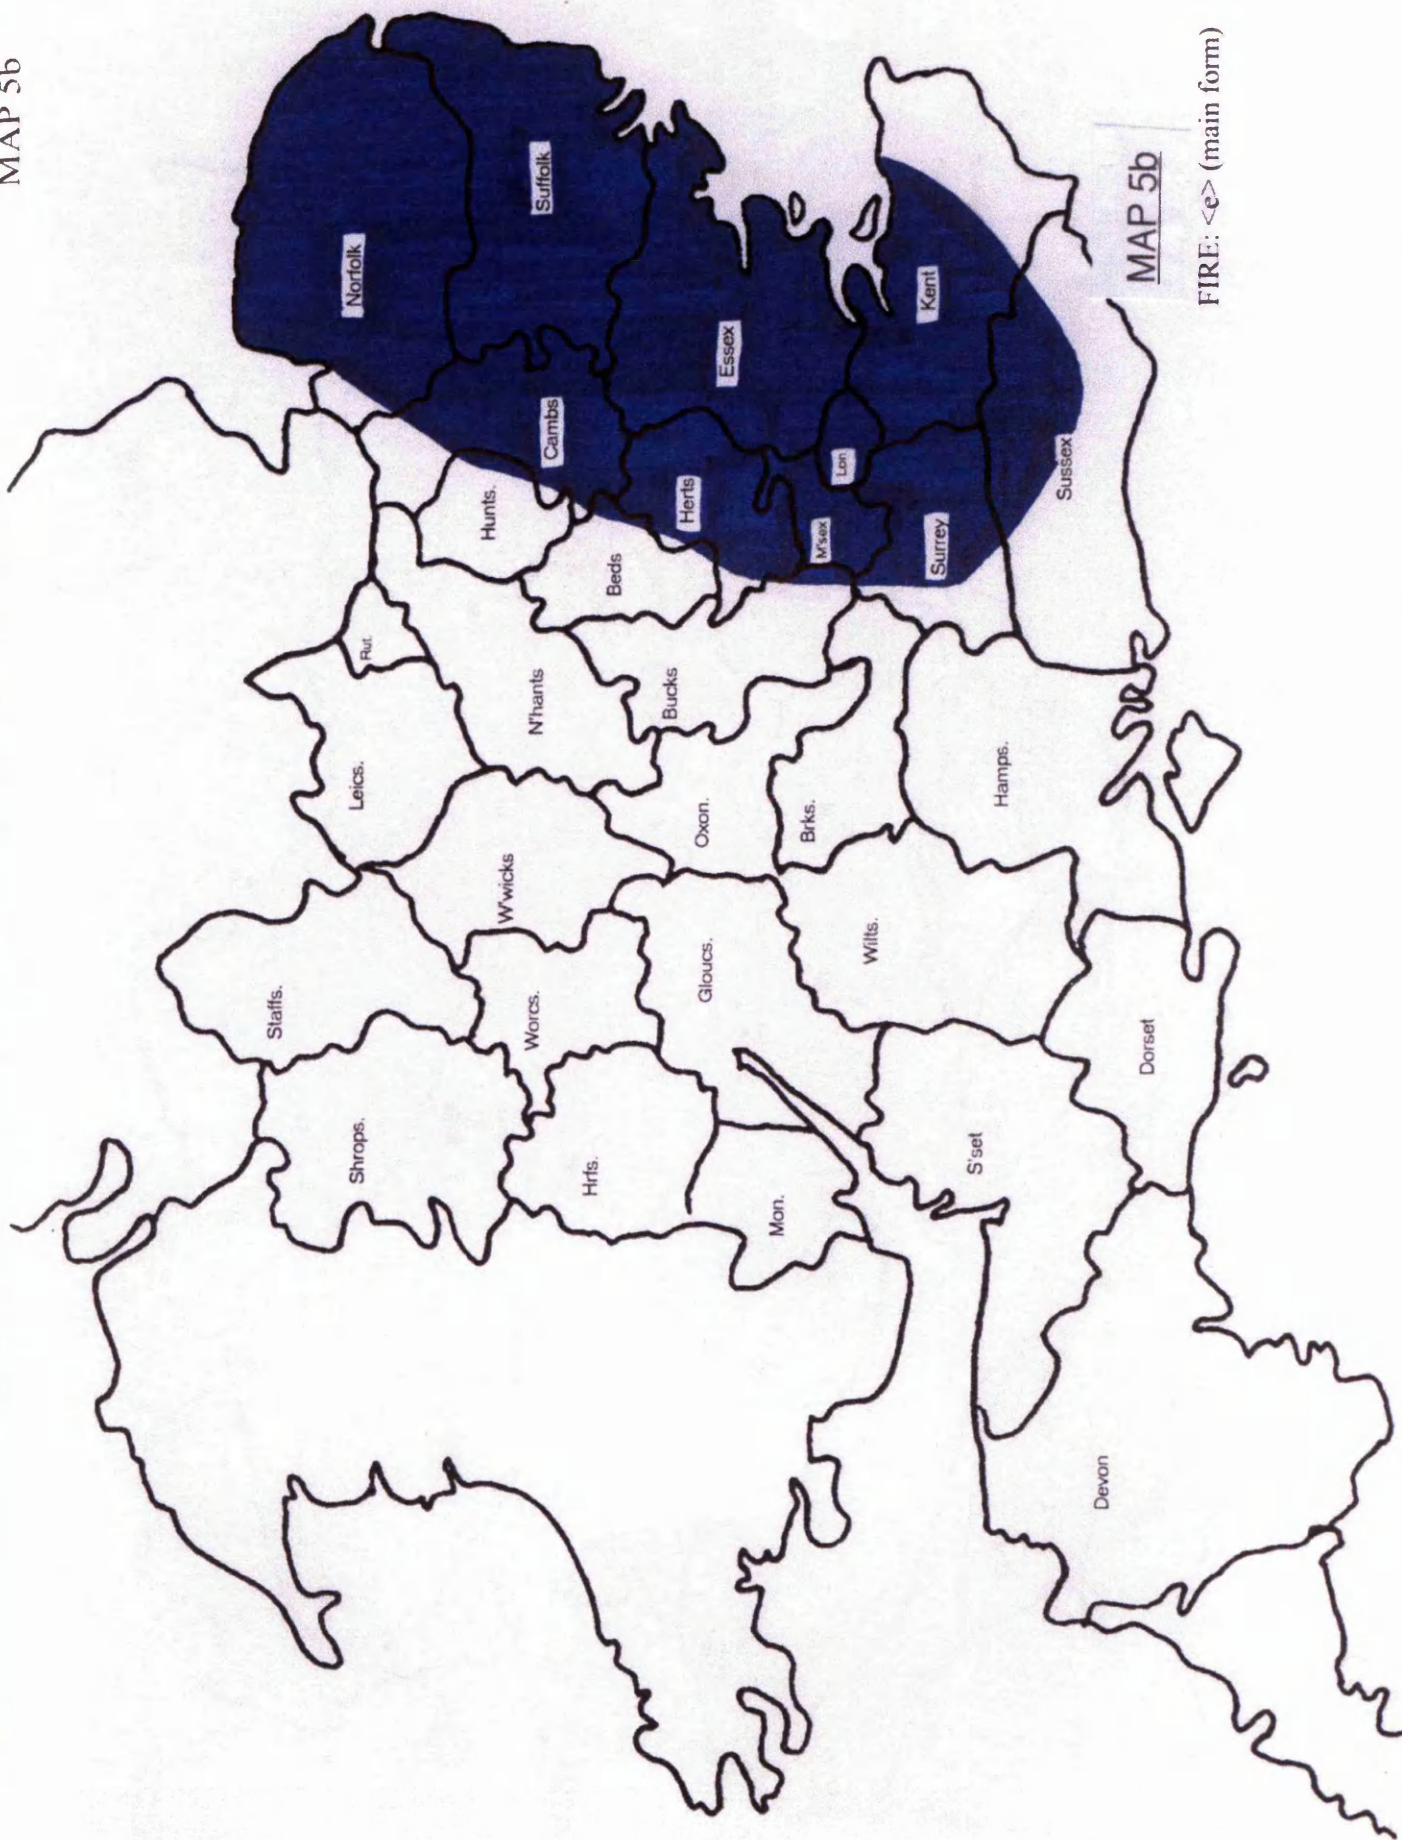 MAP 5b
Norfolk
Suffolk
Cambs
Essex
Herts
Hunts.
Beds
Lon
M'sex
Kent
Surrey
Sussex
Rut.
Leics.
N'hants
Bucks
Oxon.
Brks.
Hamps.
W'wicks
Staffs.
Worcs.
Gloucs.
Wilts.
Dorset
Shrops.
Hrfs.
Mon.
S'set
Devon
MAP 5b
FIRE: <e> (main form)